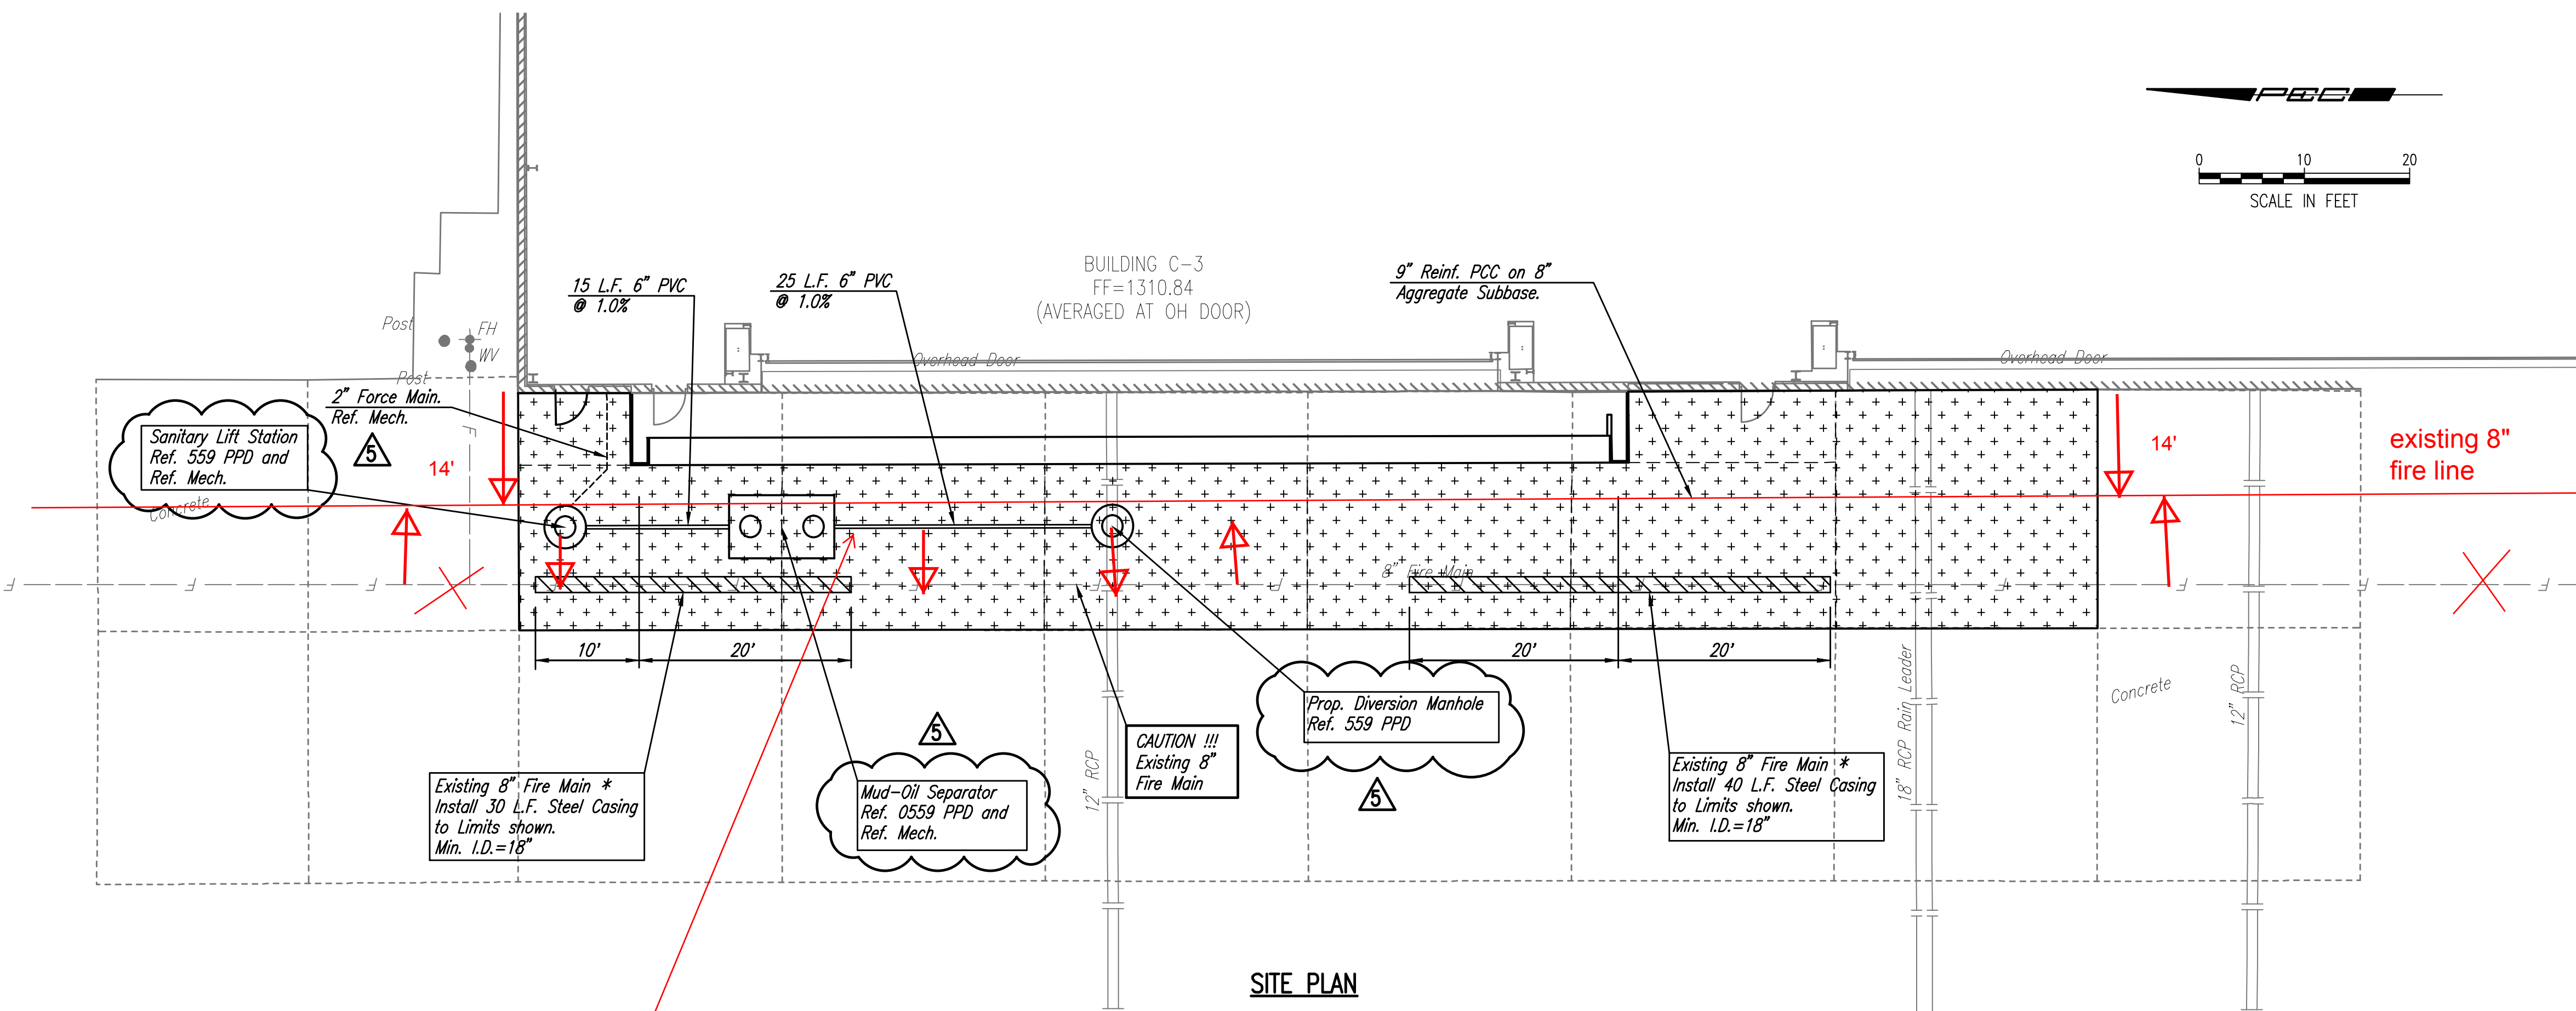 PEC
0 10 20
SCALE IN FEET
BUILDING C-3
FF=1310.84
(AVERAGED AT OH DOOR)
15 L.F. 6" PVC
@ 1.0%
25 L.F. 6" PVC
@ 1.0%
9" Reinf. PCC on 8"
Aggregate Subbase.
Post
FH
WV
Post
Overhead Door
Overhead Door
2" Force Main.
Ref. Mech.
5
Sanitary Lift Station
Ref. 559 PPD and
Ref. Mech.
Concrete
14'
14'
existing 8"
fire line
F
F
F
F
F
F
F
F
F
F
F
F
F
8" Fire Main
10'
20'
20'
20'
Existing 8" Fire Main *
Install 30 L.F. Steel Casing
to Limits shown.
Min. I.D.=18"
5
Mud-Oil Separator
Ref. 0559 PPD and
Ref. Mech.
12" RCP
CAUTION !!!
Existing 8"
Fire Main
Prop. Diversion Manhole
Ref. 559 PPD
5
Existing 8" Fire Main *
Install 40 L.F. Steel Casing
to Limits shown.
Min. I.D.=18"
18" RCP Rain Leader
Concrete
12" RCP
SITE PLAN